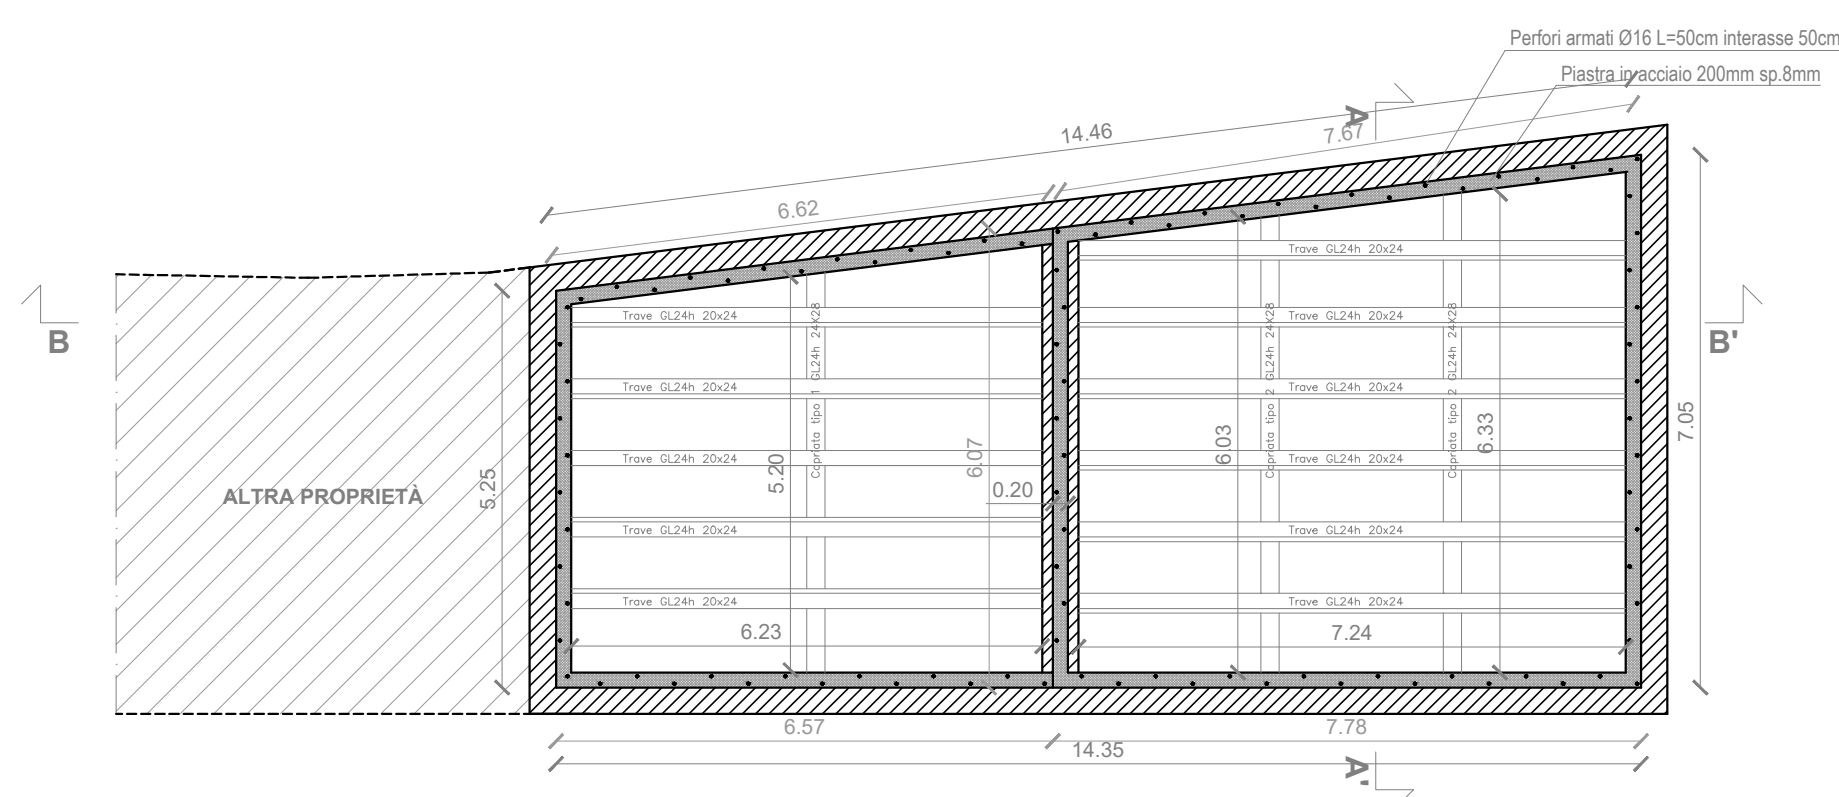 Perfori armati Ø16 L=50cm interasse 50cm
Piastra in acciaio 200mm sp.8mm
A
14.46
7.67
6.62
Trave GL24h 20x24
Trave GL24h 20x24
Trave GL24h 20x24
B
B'
Trave GL24h 20x24
Trave GL24h 20x24
Capriata tipo 1 GL24h 24X28
Capriata tipo 2 GL24h 24X28
Capriata tipo 2 GL24h 24X28
7.05
6.03
6.33
Trave GL24h 20x24
Trave GL24h 20x24
5.20
6.07
5.25
0.20
ALTRA PROPRIETÀ
Trave GL24h 20x24
Trave GL24h 20x24
Trave GL24h 20x24
Trave GL24h 20x24
6.23
7.24
6.57
7.78
14.35
A'